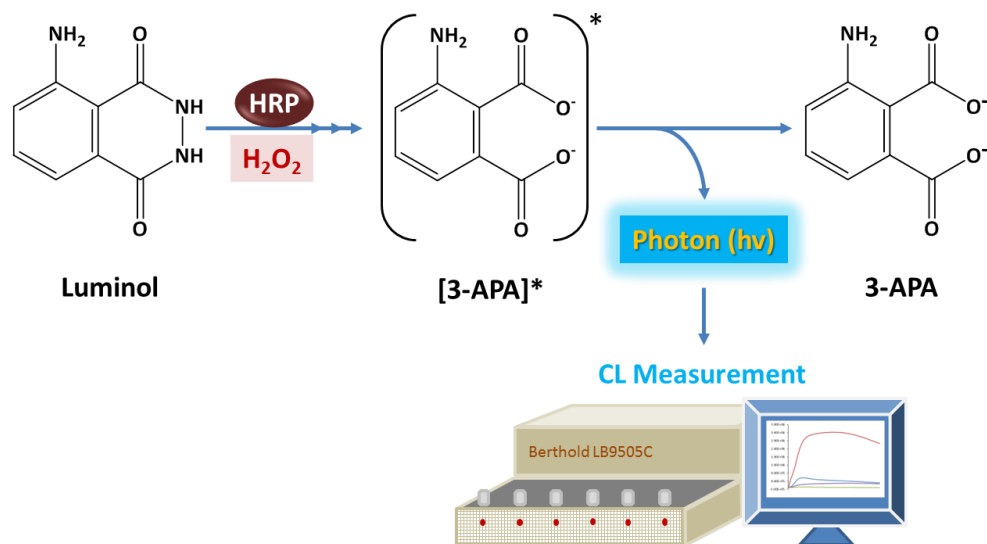 NH2
O
NH
NH
O
Luminol
HRP
H2O2
*
NH2
O
O-
O-
O
[3-APA]*
Photon (hv)
NH2
O
O-
O-
O
3-APA
CL Measurement
Berthold LB9505C